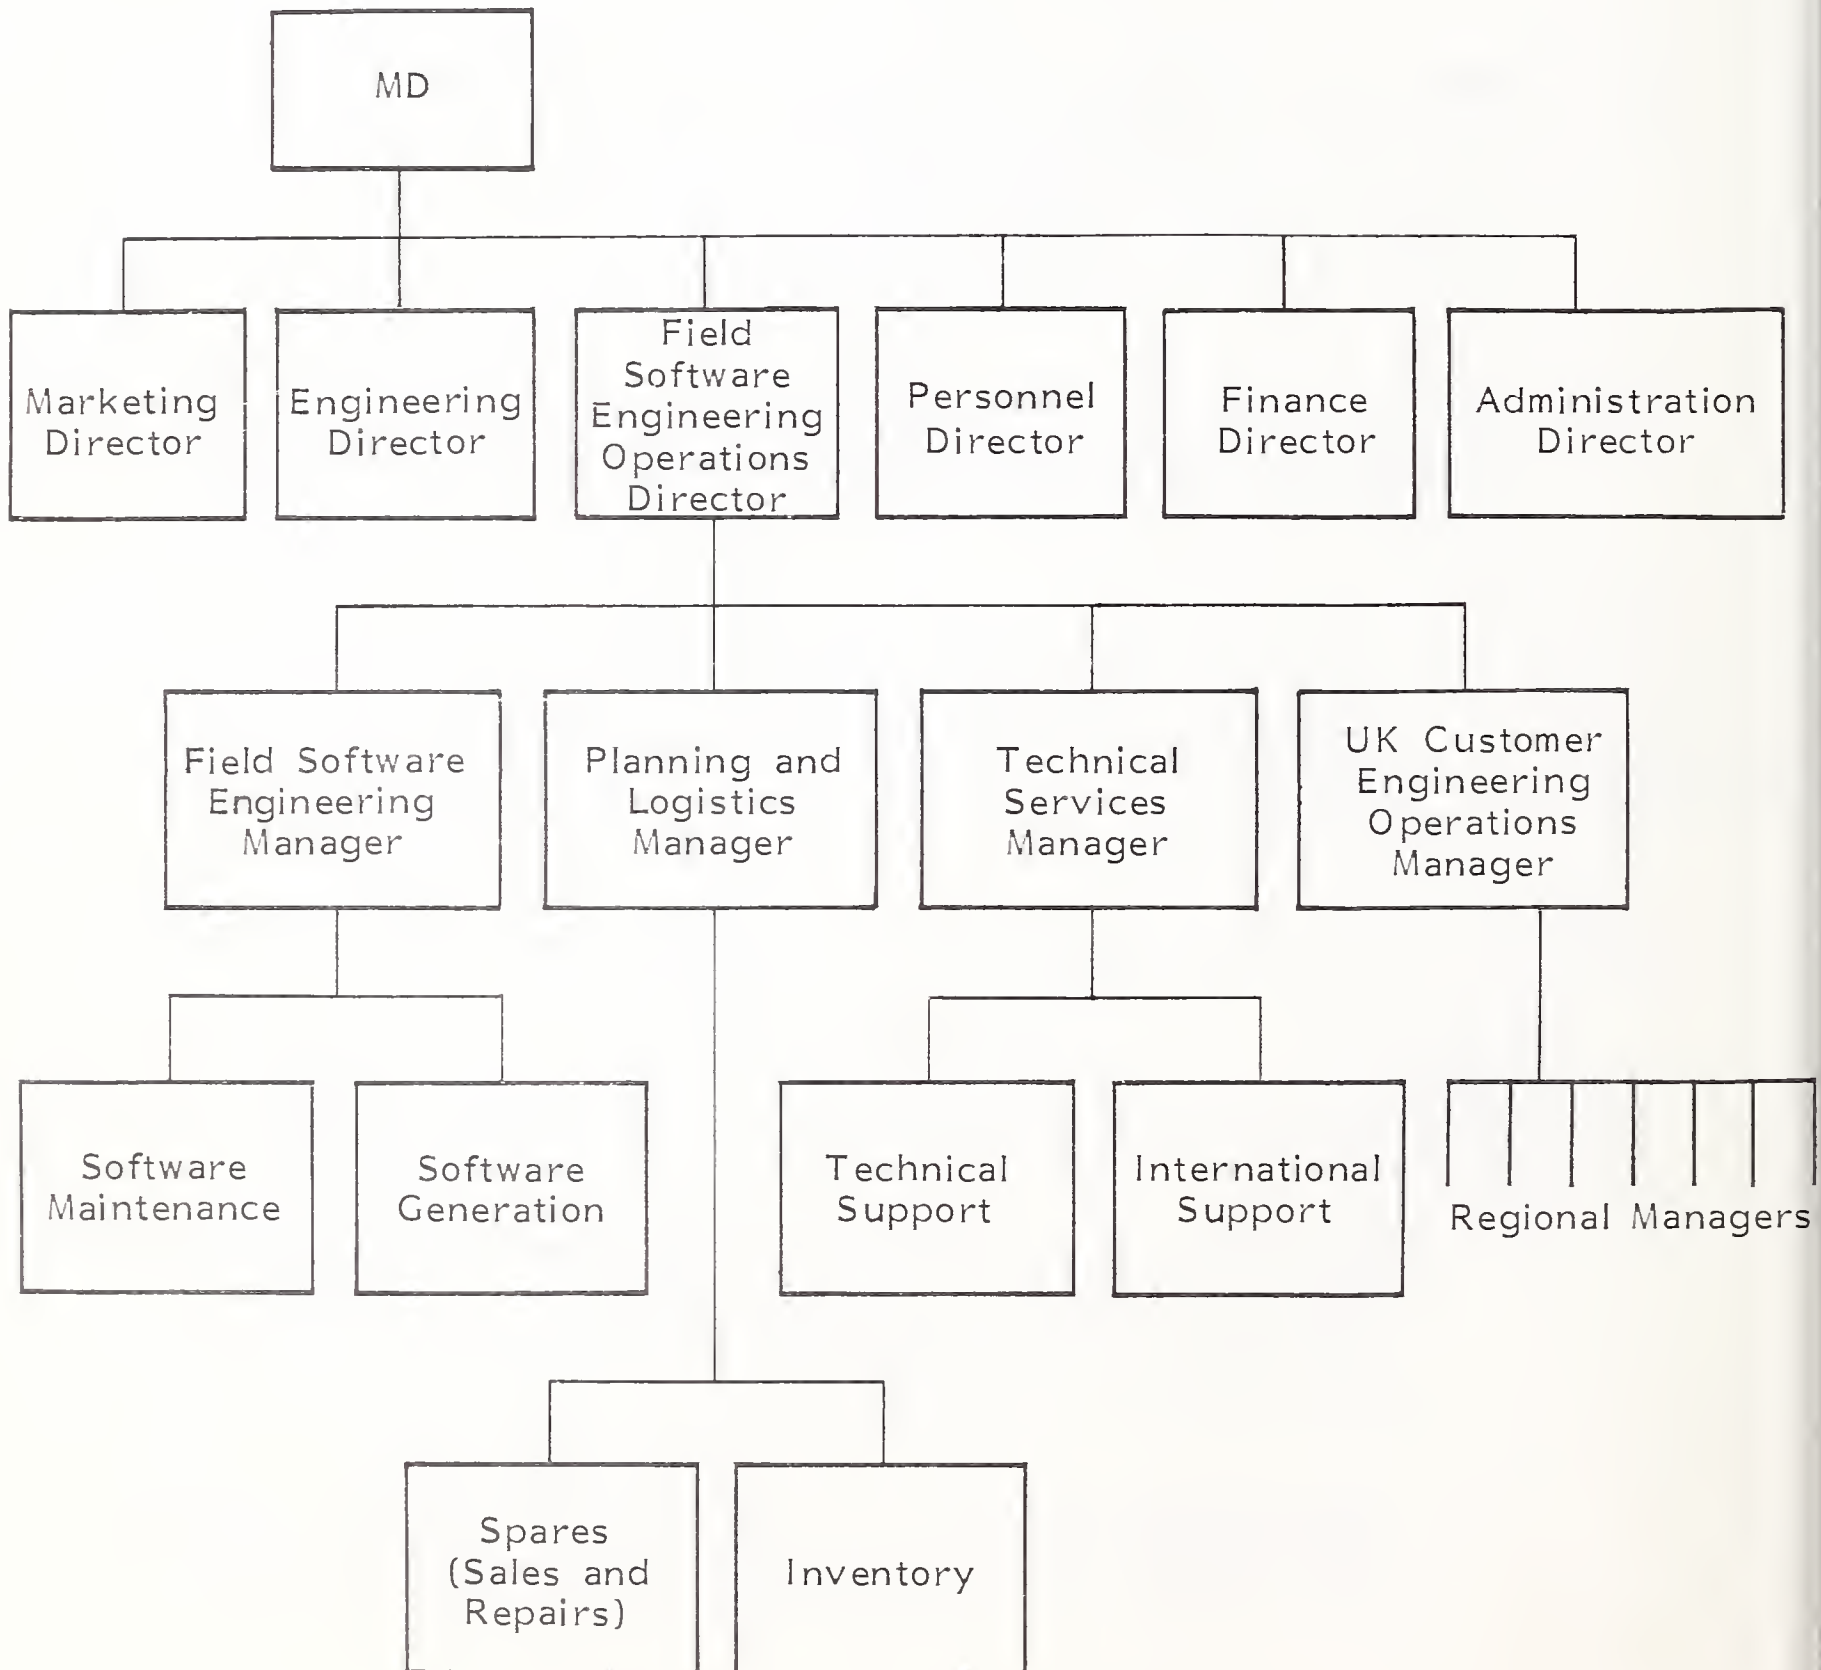 MD
Marketing
Director
Engineering
Director
Field
Software
Engineering
Operations
Director
Personnel
Director
Finance
Director
Administration
Director
Field Software
Engineering
Manager
Planning and
Logistics
Manager
Technical
Services
Manager
UK Customer
Engineering
Operations
Manager
Software
Maintenance
Software
Generation
Technical
Support
International
Support
Regional Managers
Spares
(Sales and
Repairs)
Inventory